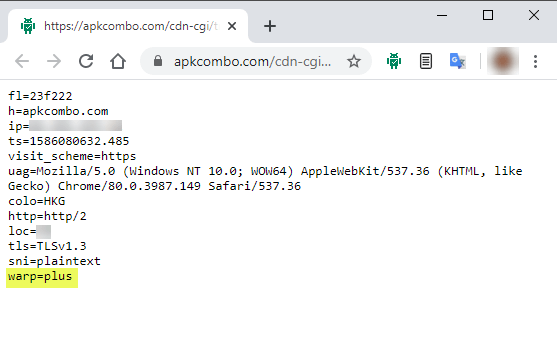 https://apkcombo.com/cdn-cgi/t
apkcombo.com/cdn-cgi...
fl=23f222
h=apkcombo.com
ip=
ts=1586080632.485
visit_scheme=https
uag=Mozilla/5.0 (Windows NT 10.0; WOW64) AppleWebKit/537.36 (KHTML, like
Gecko) Chrome/80.0.3987.149 Safari/537.36
colo=HKG
http=http/2
loc=
tls=TLSv1.3
sni=plaintext
warp=plus